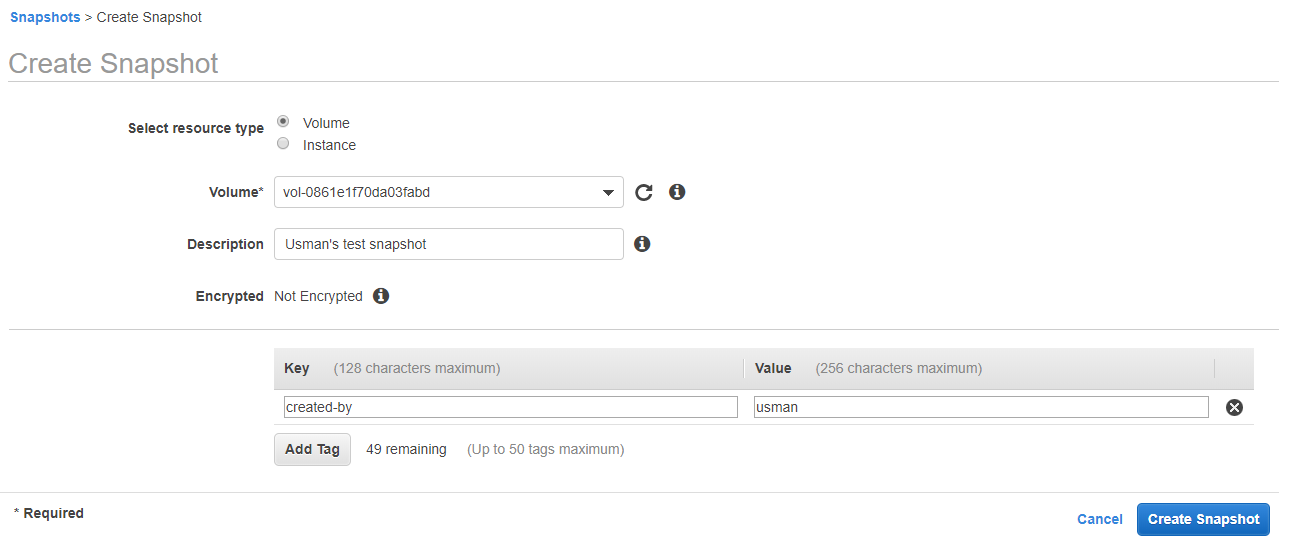 Snapshots > Create Snapshot
Create Snapshot
Select resource type
Volume
Instance
Volume* vol-0861e1f70da03fabd
Description Usman's test snapshot
Encrypted Not Encrypted
Key (128 characters maximum) Value (256 characters maximum)
created-by usman
Add Tag 49 remaining (Up to 50 tags maximum)
* Required
Cancel Create Snapshot